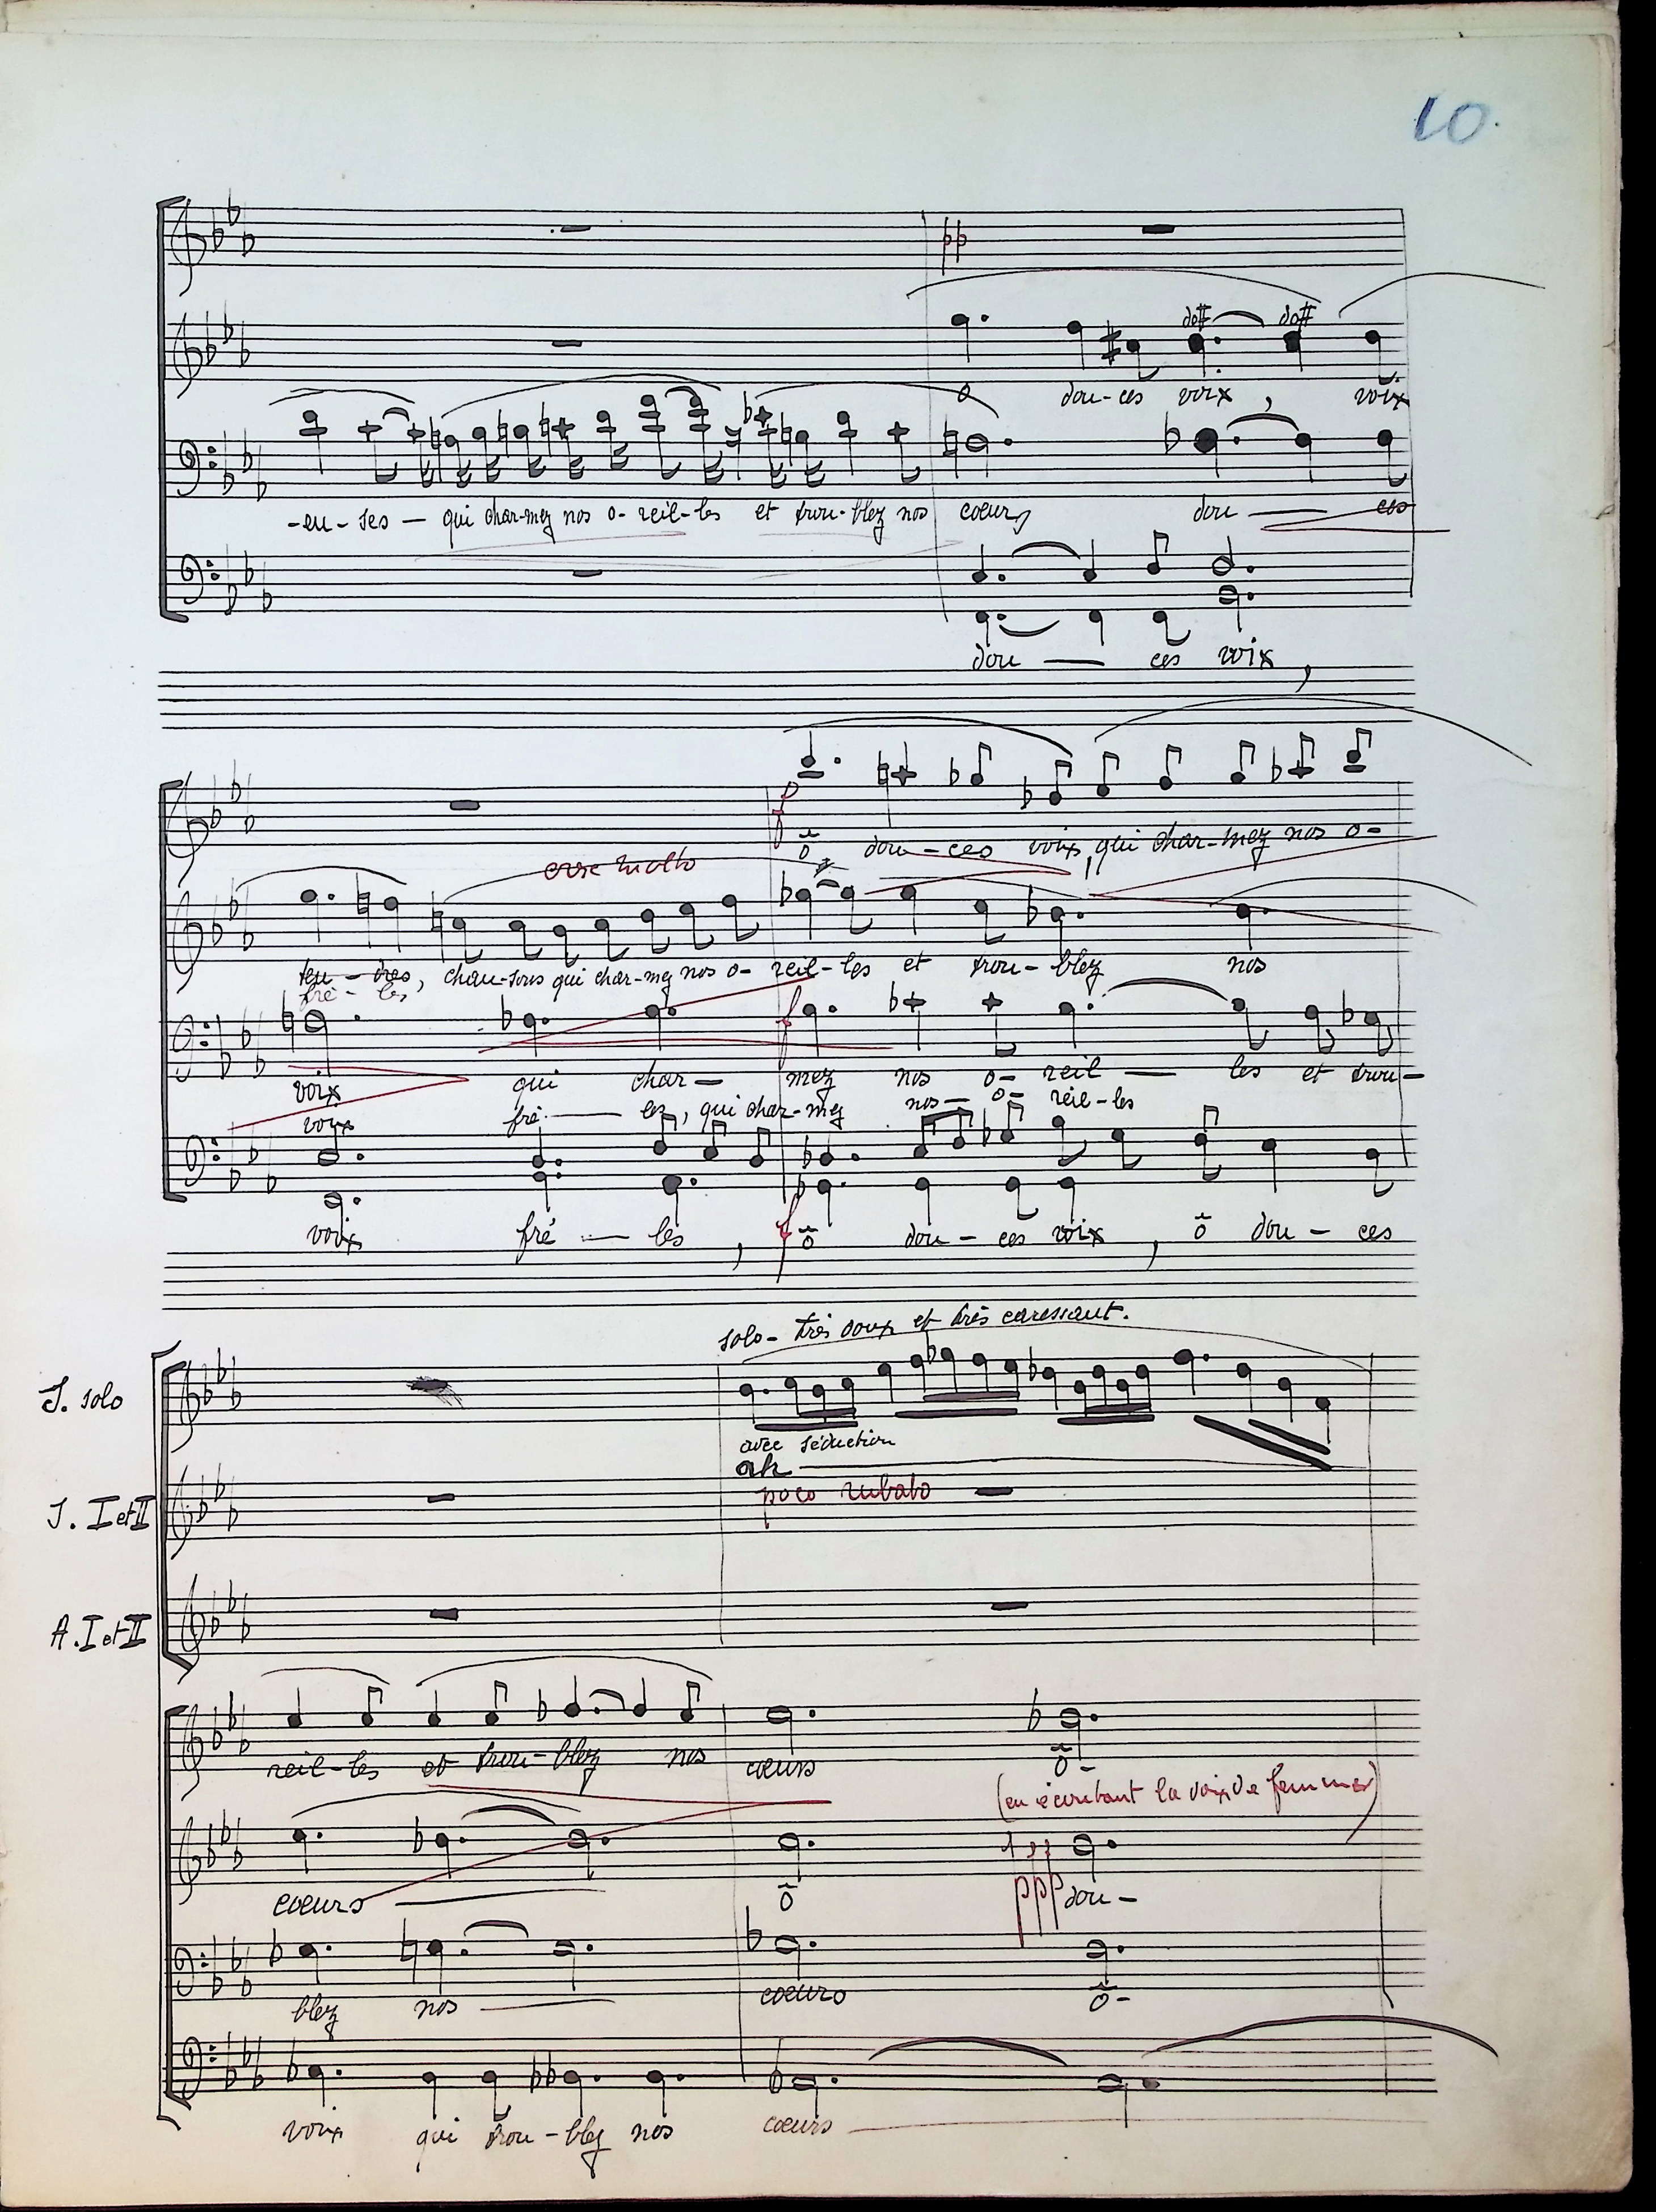 10.
pp
do# do#
ô dou-ces voix, voix
-eu-ses — qui char-mez nos o-reil-les et trou-blez nos coeurs dou — ces
dou — ces voix,
f
ô dou-ces voix, qui char-mez nos o-
cresc molto
ten-dres, chan-sons qui char-mez nos o-reil-les et trou-blez nos
frê-les
f
voix qui char-mez nos o-reil — les et trou-
voix frê — les, qui char-mez nos — o-reil-les
f
voix frê — les, ô dou-ces voix, ô dou-ces
solo - très doux et très caressant.
S. solo
avec séduction
ah
S. I et II
poco rubato
A. I et II
reil-les et trou-blez nos coeurs ô-
(en écoutant la voix de femmes)
ppp
coeurs — ô dou-
blez nos — coeurs ô-
voix qui trou-blez nos coeurs —